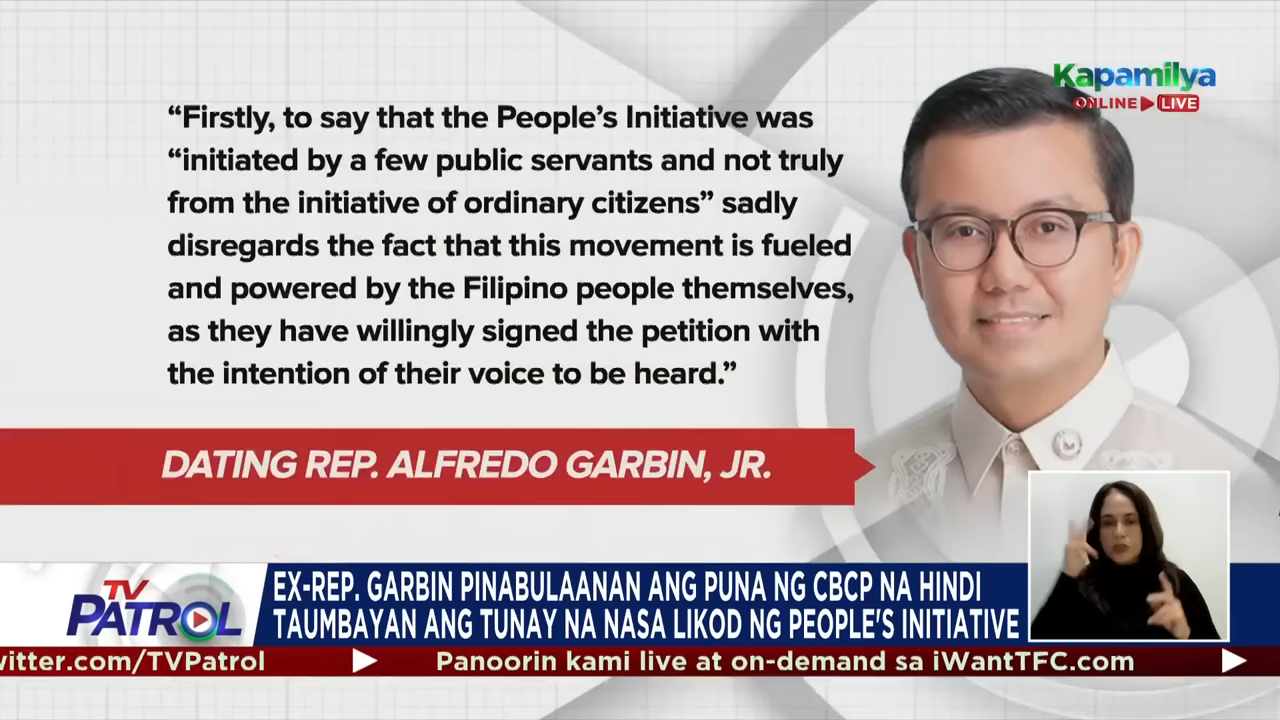 Kapamilya
ONLINE LIVE
“Firstly, to say that the People’s Initiative was
“initiated by a few public servants and not truly
from the initiative of ordinary citizens” sadly
disregards the fact that this movement is fueled
and powered by the Filipino people themselves,
as they have willingly signed the petition with
the intention of their voice to be heard.”
DATING REP. ALFREDO GARBIN, JR.
TV PATROL
EX-REP. GARBIN PINABULAANAN ANG PUNA NG CBCP NA HINDI
TAUMBAYAN ANG TUNAY NA NASA LIKOD NG PEOPLE'S INITIATIVE
witter.com/TVPatrol Panoorin kami live at on-demand sa iWantTFC.com